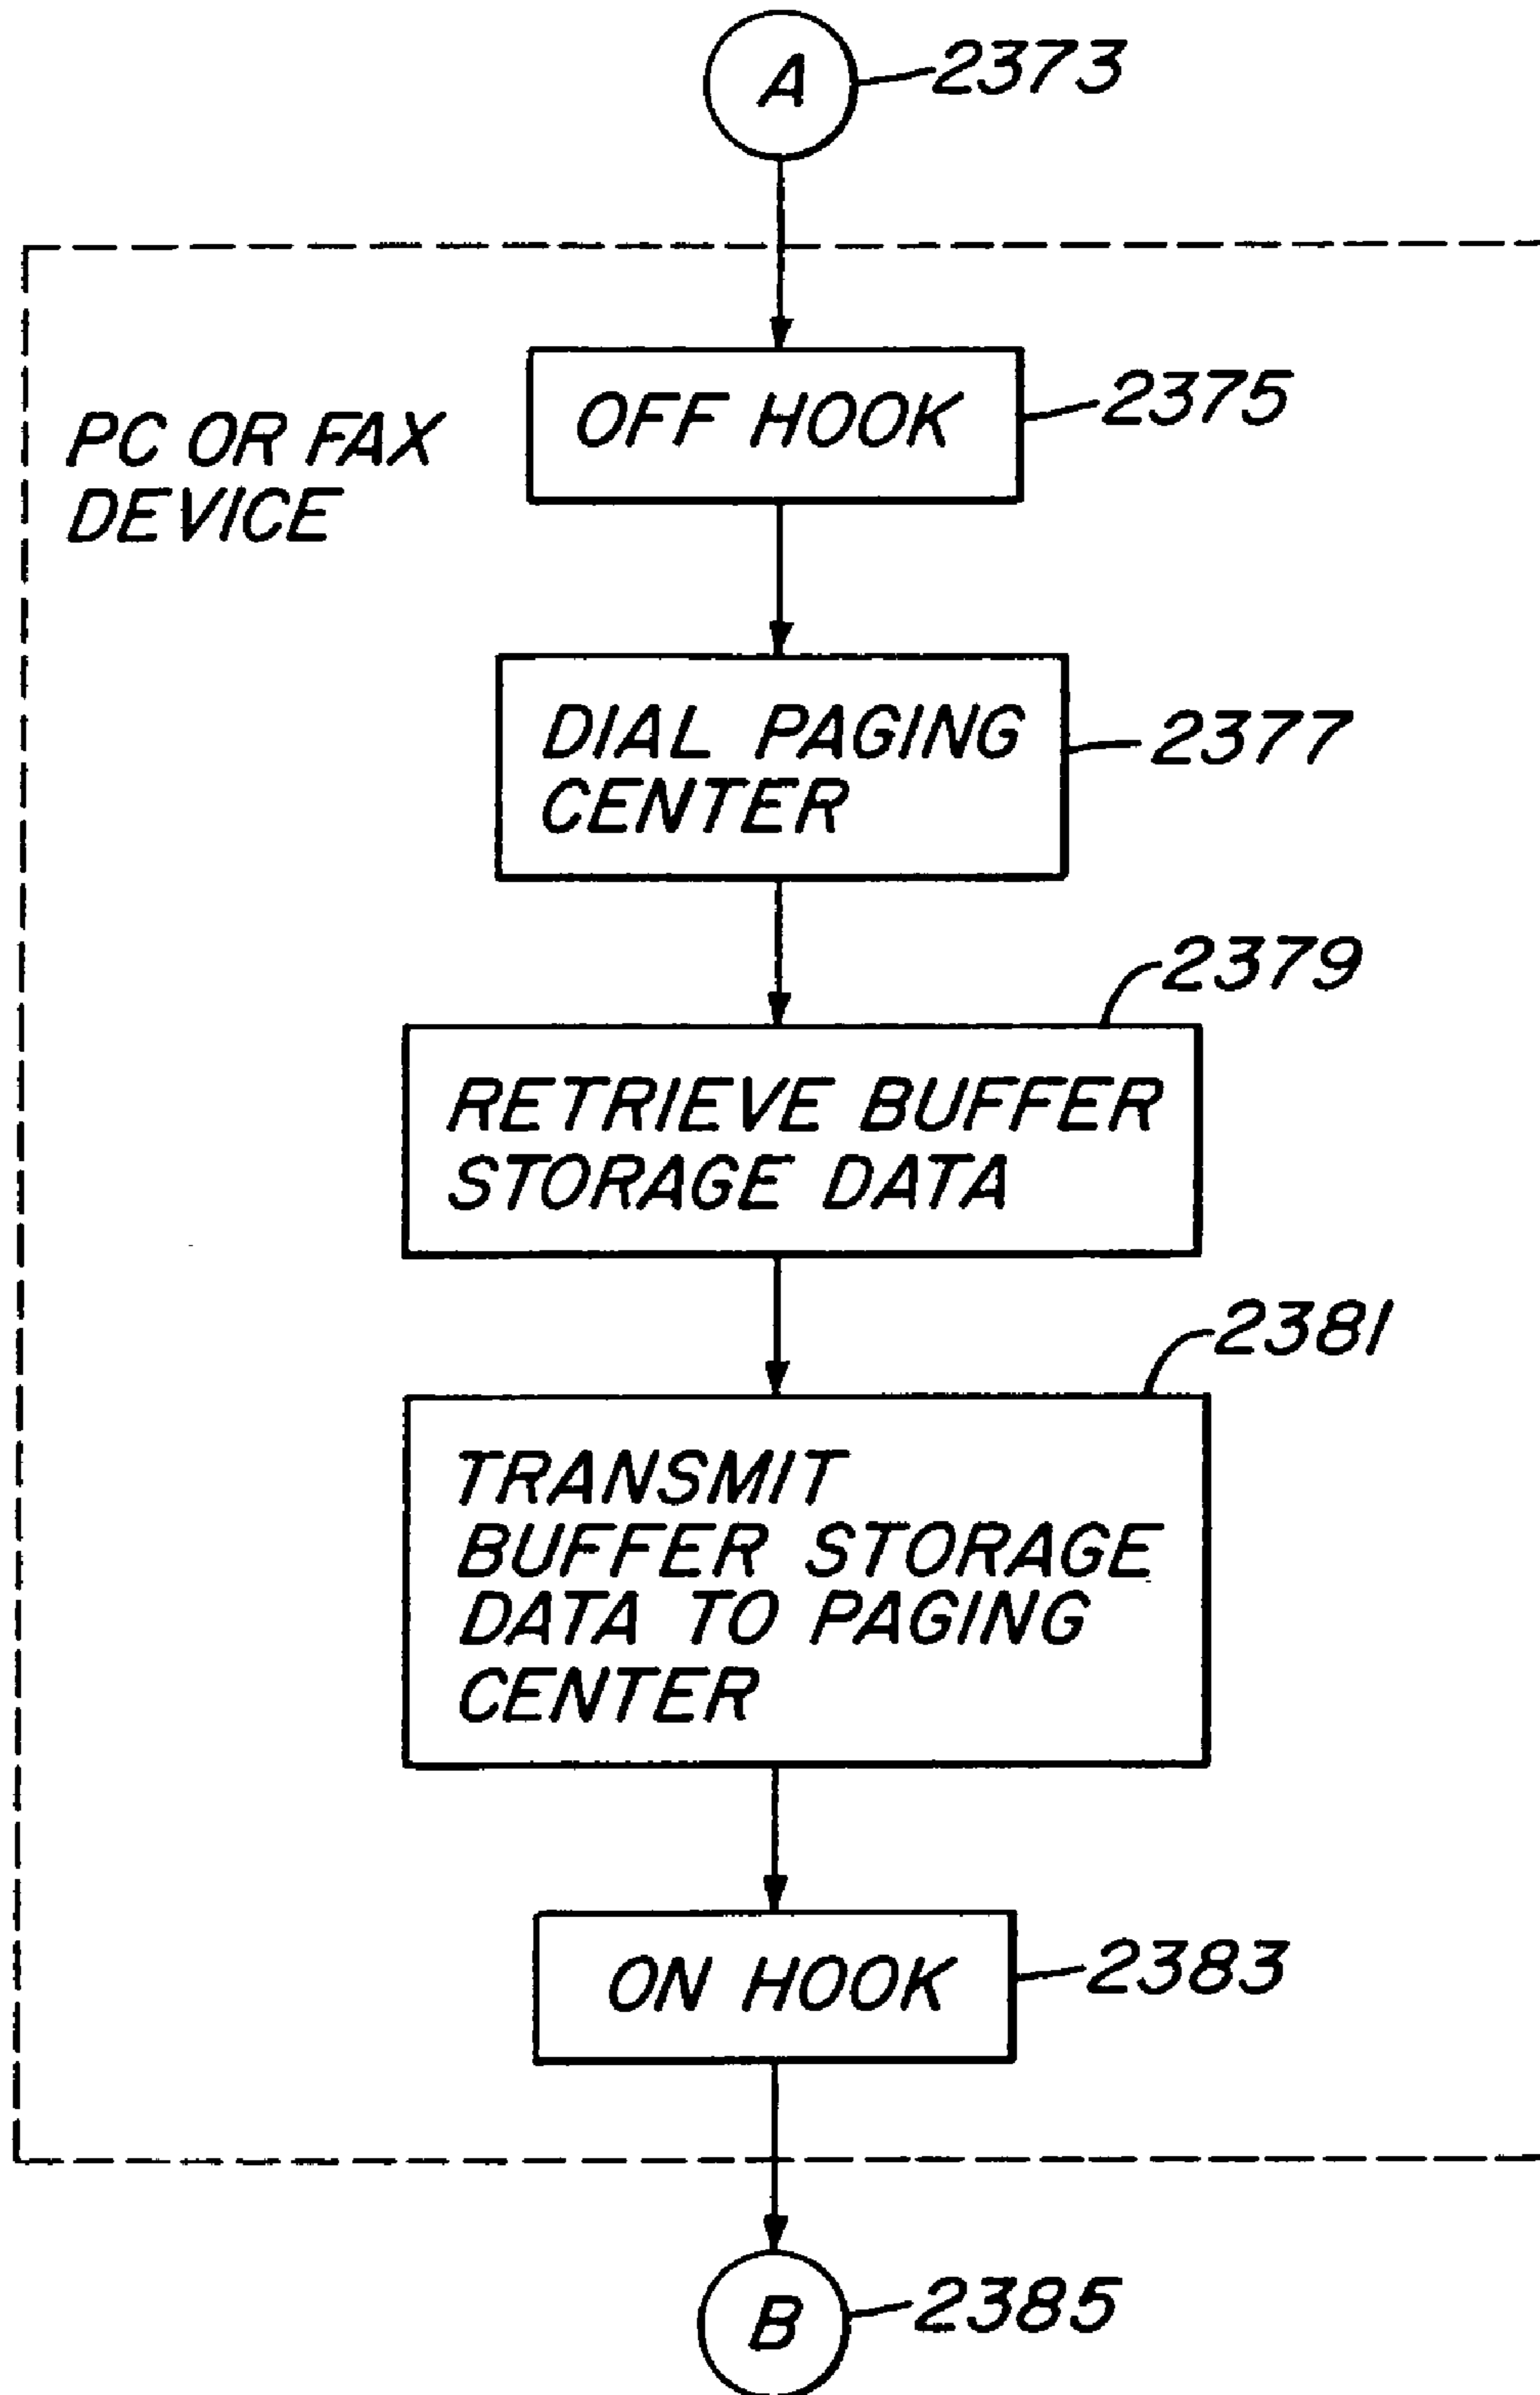 A
2373
OFF HOOK
2375
PC OR FAX
DEVICE
DIAL PAGING
CENTER
2377
2379
RETRIEVE BUFFER
STORAGE DATA
2381
TRANSMIT
BUFFER STORAGE
DATA TO PAGING
CENTER
ON HOOK
2383
B
2385